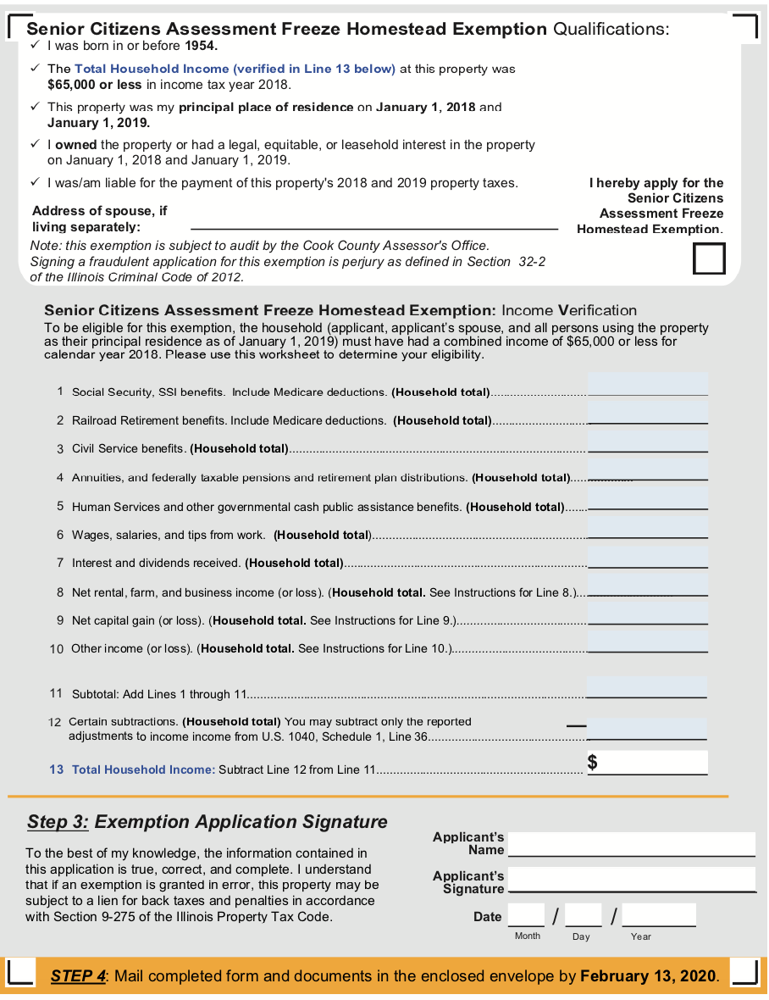 Senior Citizens Assessment Freeze Homestead Exemption Qualifications:
✓ I was born in or before 1954.
✓ The Total Household Income (verified in Line 13 below) at this property was
$65,000 or less in income tax year 2018.
✓ This property was my principal place of residence on January 1, 2018 and
January 1, 2019.
✓ I owned the property or had a legal, equitable, or leasehold interest in the property
on January 1, 2018 and January 1, 2019.
✓ I was/am liable for the payment of this property's 2018 and 2019 property taxes.
I hereby apply for the
Senior Citizens
Assessment Freeze
Homestead Exemption.
Address of spouse, if
living separately:
Note: this exemption is subject to audit by the Cook County Assessor's Office.
Signing a fraudulent application for this exemption is perjury as defined in Section 32-2
of the Illinois Criminal Code of 2012.
Senior Citizens Assessment Freeze Homestead Exemption: Income Verification
To be eligible for this exemption, the household (applicant, applicant's spouse, and all persons using the property
as their principal residence as of January 1, 2019) must have had a combined income of $65,000 or less for
calendar year 2018. Please use this worksheet to determine your eligibility.
1 Social Security, SSI benefits. Include Medicare deductions. (Household total)...........................
2 Railroad Retirement benefits. Include Medicare deductions. (Household total)...........................
3 Civil Service benefits. (Household total)....................................................................................
4 Annuities, and federally taxable pensions and retirement plan distributions. (Household total)..................
5 Human Services and other governmental cash public assistance benefits. (Household total).......
6 Wages, salaries, and tips from work. (Household total).............................................................
7 Interest and dividends received. (Household total).....................................................................
8 Net rental, farm, and business income (or loss). (Household total. See Instructions for Line 8.)............................
9 Net capital gain (or loss). (Household total. See Instructions for Line 9.).....................................
10 Other income (or loss). (Household total. See Instructions for Line 10.)......................................
11 Subtotal: Add Lines 1 through 11................................................................................................
12 Certain subtractions. (Household total) You may subtract only the reported
adjustments to income income from U.S. 1040, Schedule 1, Line 36..............................................
13 Total Household Income: Subtract Line 12 from Line 11.......................................................... $
Step 3: Exemption Application Signature
To the best of my knowledge, the information contained in
this application is true, correct, and complete. I understand
that if an exemption is granted in error, this property may be
subject to a lien for back taxes and penalties in accordance
with Section 9-275 of the Illinois Property Tax Code.
Applicant's
Name
Applicant's
Signature
Date / /
Month Day Year
STEP 4: Mail completed form and documents in the enclosed envelope by February 13, 2020.